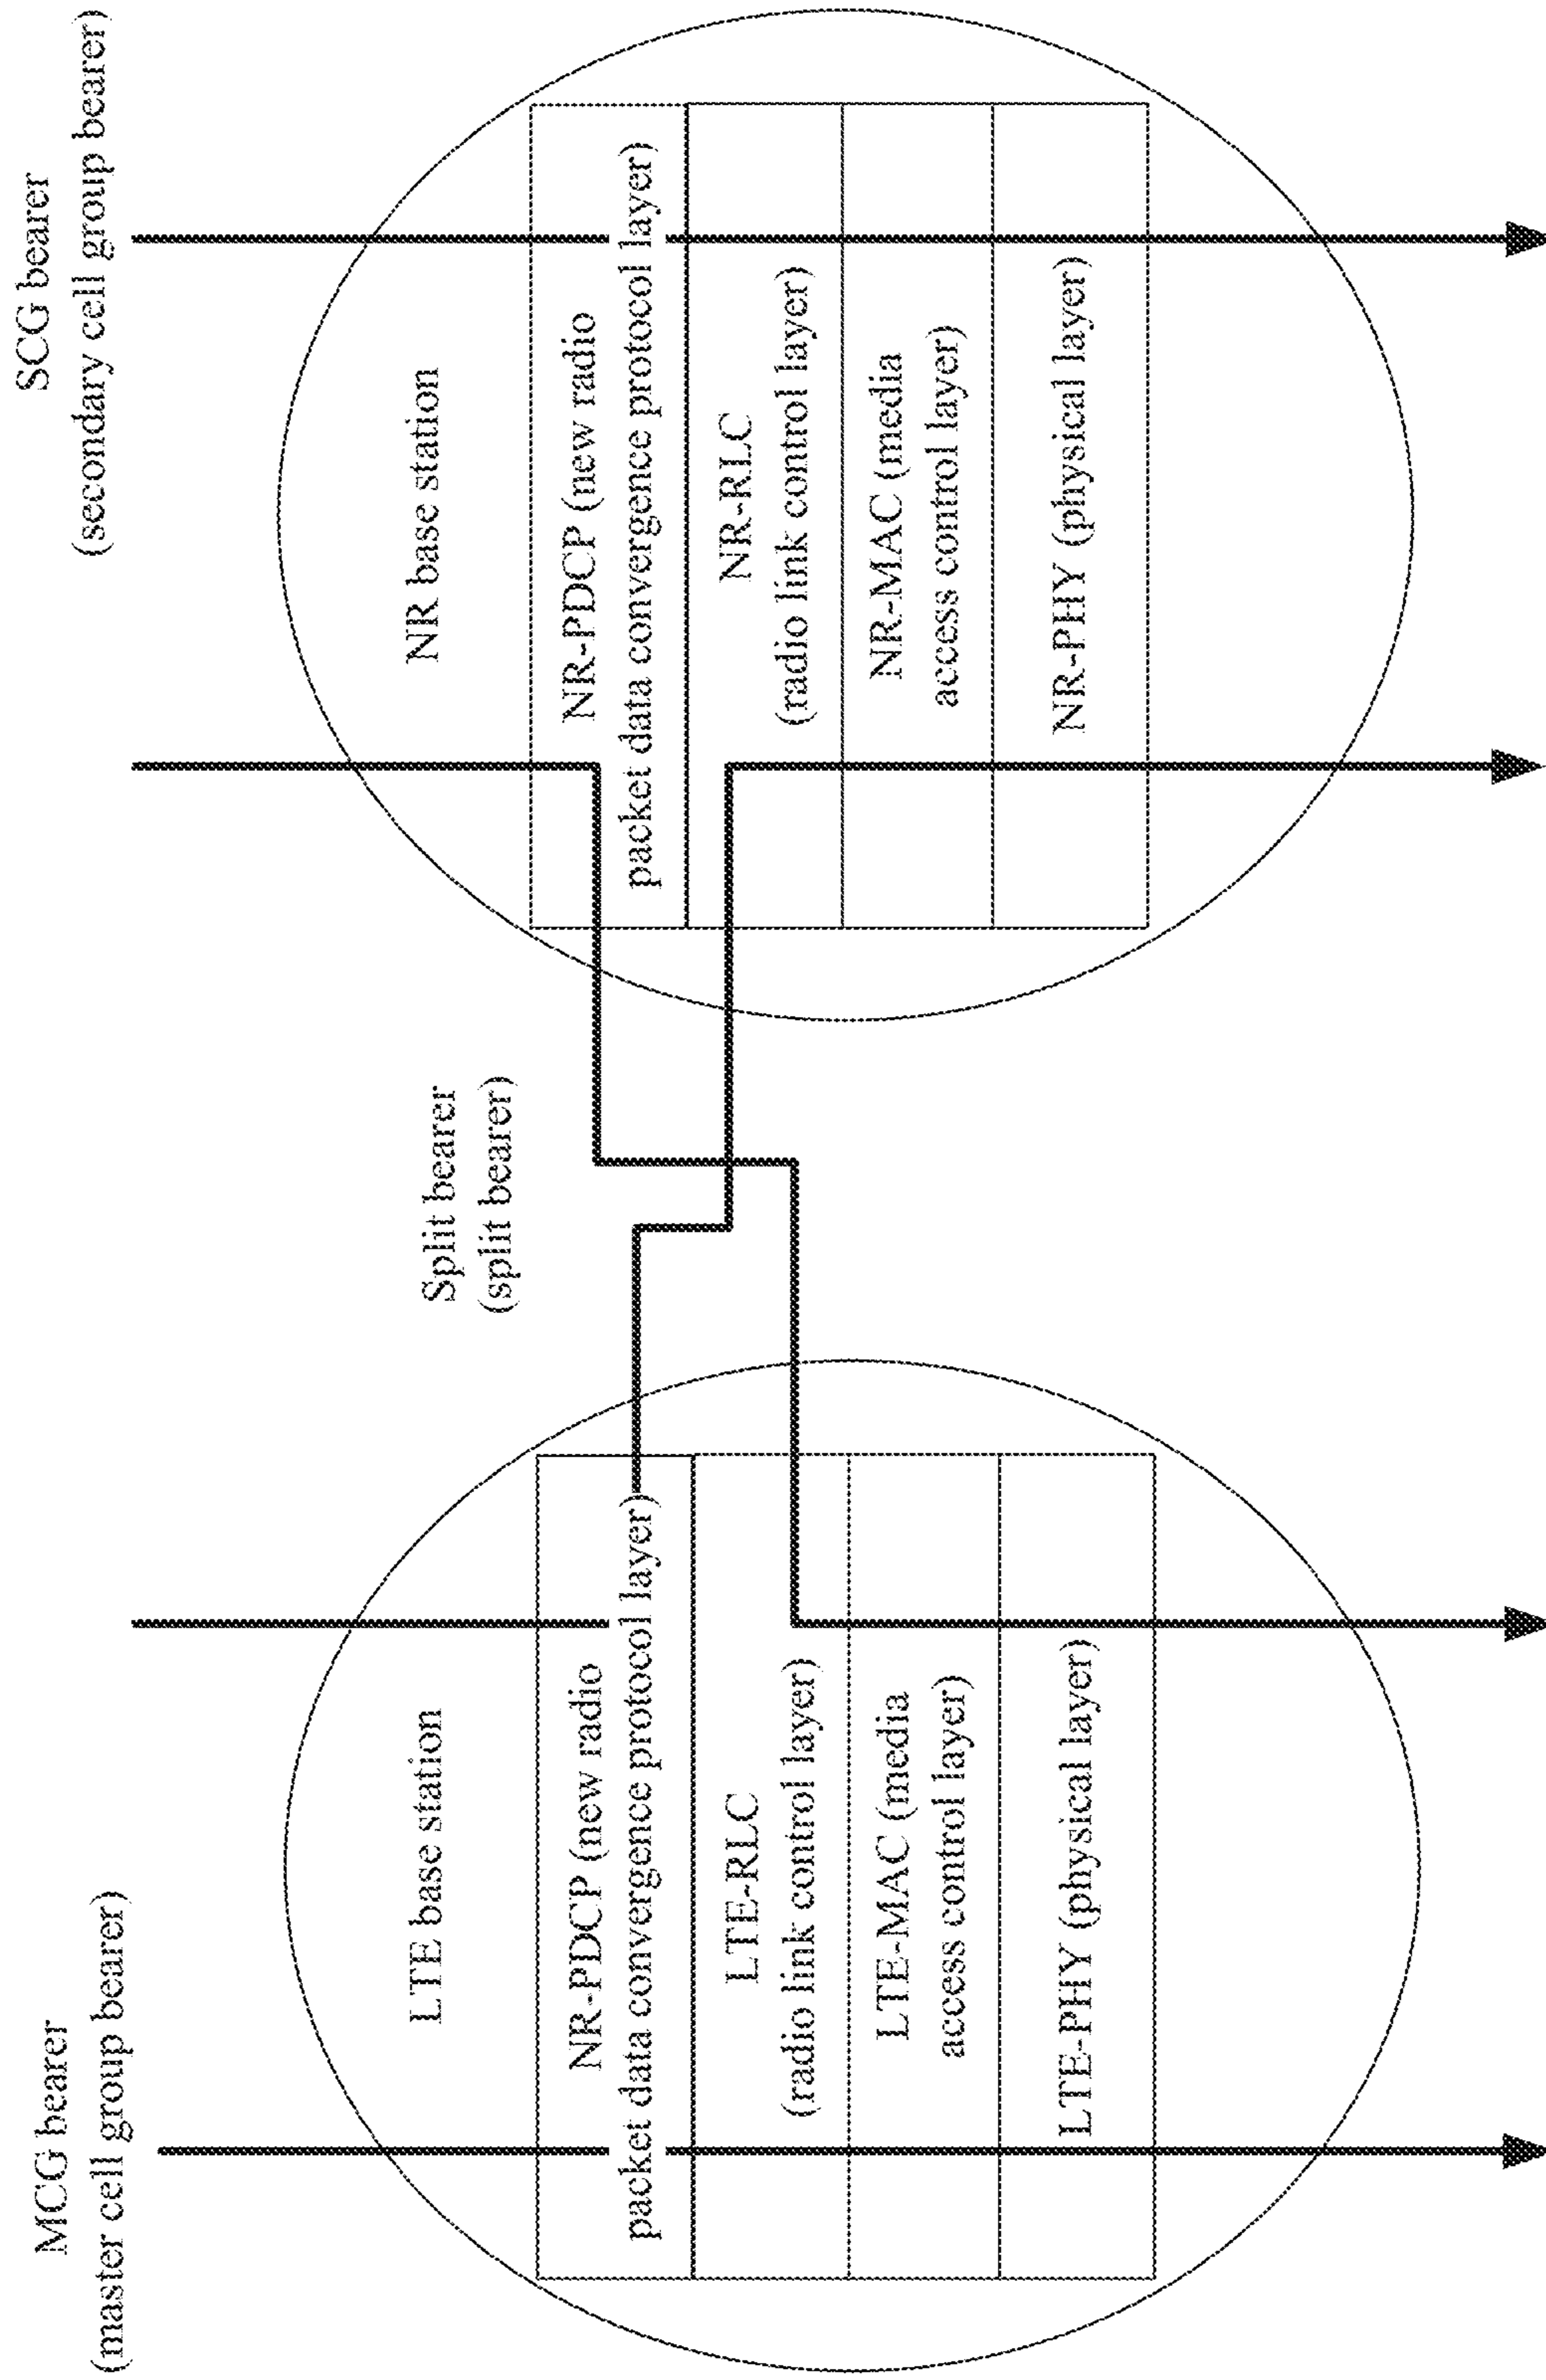 MCG bearer
(master cell group bearer)
LTE base station
NR-PDCP (new radio
packet data convergence protocol layer)
LTE-RLC
(radio link control layer)
LTE-MAC (media
access control layer)
LTE-PHY (physical layer)
Split bearer
(split bearer)
SCG bearer
(secondary cell group bearer)
NR base station
NR-PDCP (new radio
packet data convergence protocol layer)
NR-RLC
(radio link control layer)
NR-MAC (media
access control layer)
NR-PHY (physical layer)